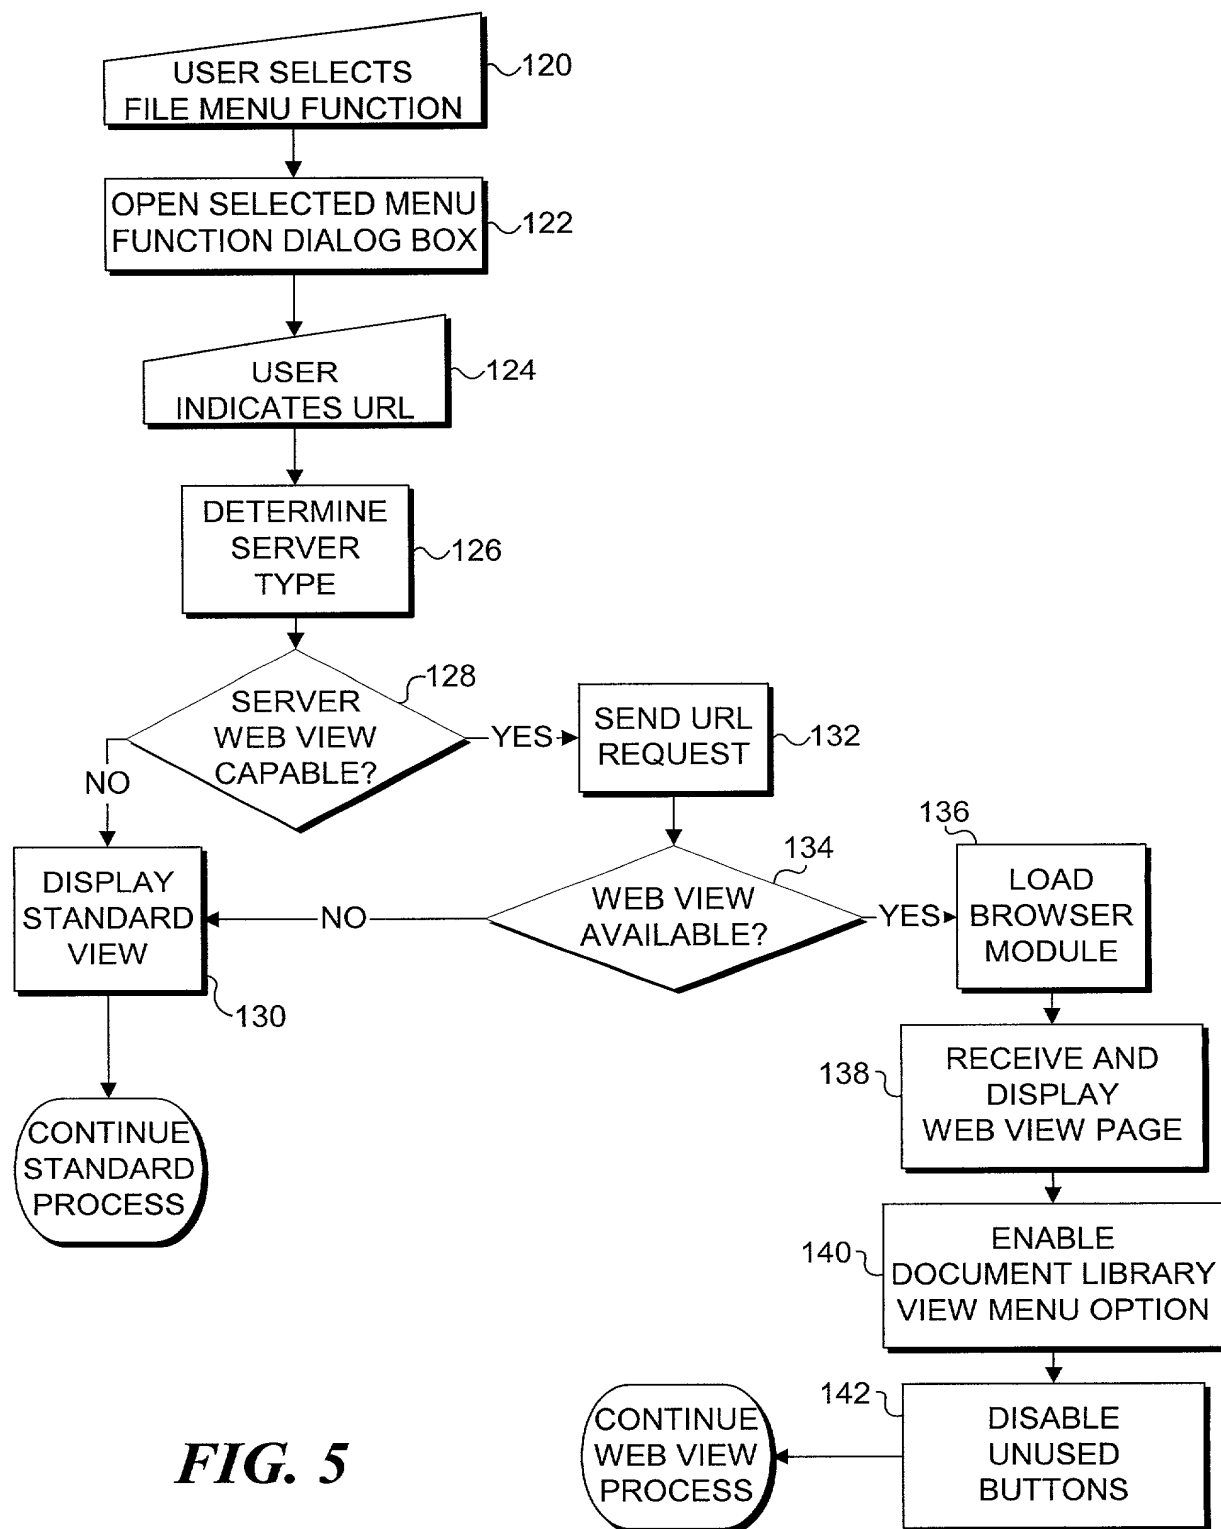 USER SELECTS
FILE MENU FUNCTION
120
OPEN SELECTED MENU
FUNCTION DIALOG BOX
122
USER
INDICATES URL
124
DETERMINE
SERVER
TYPE
126
SERVER
WEB VIEW
CAPABLE?
128
YES
NO
SEND URL
REQUEST
132
DISPLAY
STANDARD
VIEW
130
WEB VIEW
AVAILABLE?
134
NO
YES
136
LOAD
BROWSER
MODULE
CONTINUE
STANDARD
PROCESS
138
RECEIVE AND
DISPLAY
WEB VIEW PAGE
140
ENABLE
DOCUMENT LIBRARY
VIEW MENU OPTION
142
DISABLE
UNUSED
BUTTONS
CONTINUE
WEB VIEW
PROCESS
FIG. 5